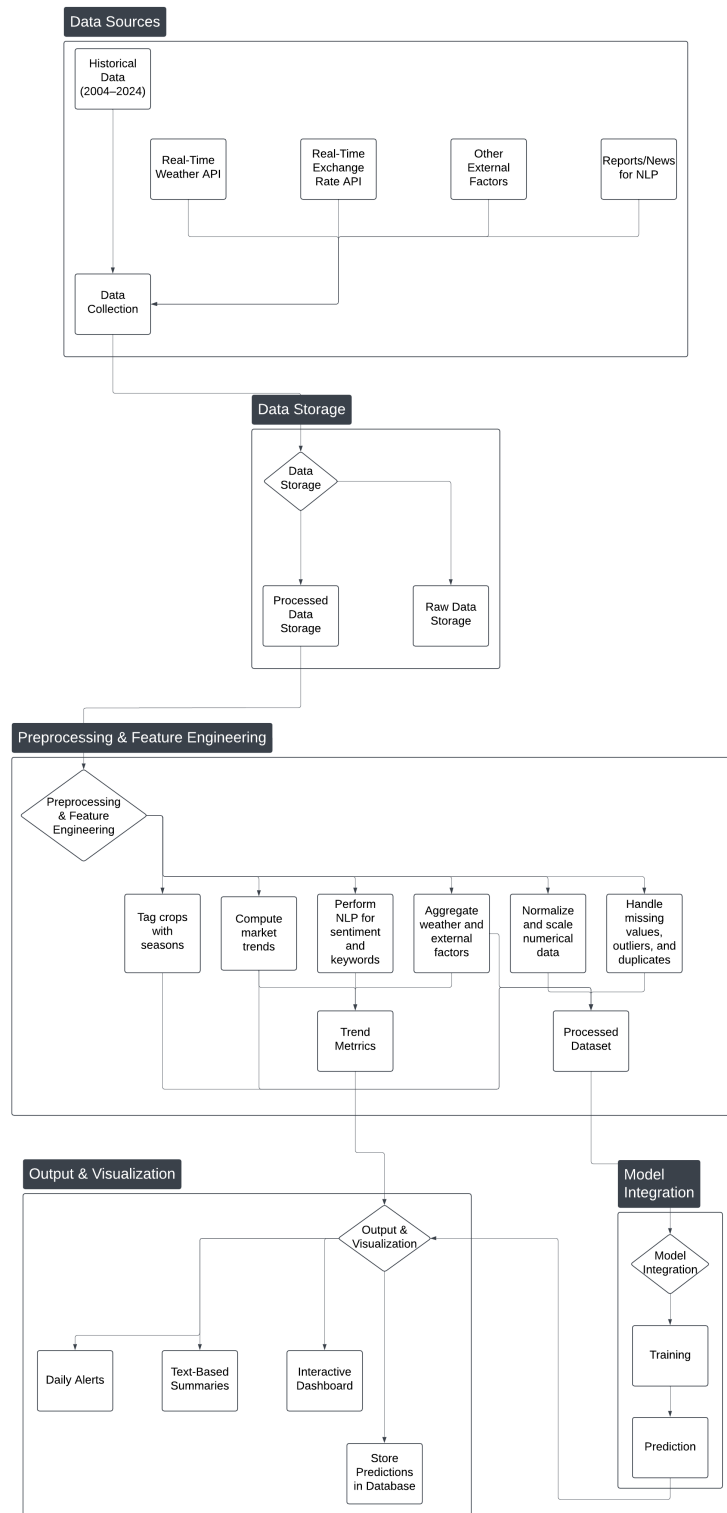 Data Sources
Historical
Data
(2004–2024)
Real-Time
Weather API
Real-Time
Exchange
Rate API
Other
External
Factors
Reports/News
for NLP
Data
Collection
Data Storage
Data
Storage
Processed
Data
Storage
Raw Data
Storage
Preprocessing & Feature Engineering
Preprocessing
& Feature
Engineering
Tag crops
with
seasons
Compute
market
trends
Perform
NLP for
sentiment
and
keywords
Aggregate
weather and
external
factors
Normalize
and scale
numerical
data
Handle
missing
values,
outliers, and
duplicates
Trend
Metrrics
Processed
Dataset
Output & Visualization
Model
Integration
Output &
Visualization
Model
Integration
Daily Alerts
Text-Based
Summaries
Interactive
Dashboard
Training
Prediction
Store
Predictions
in Database